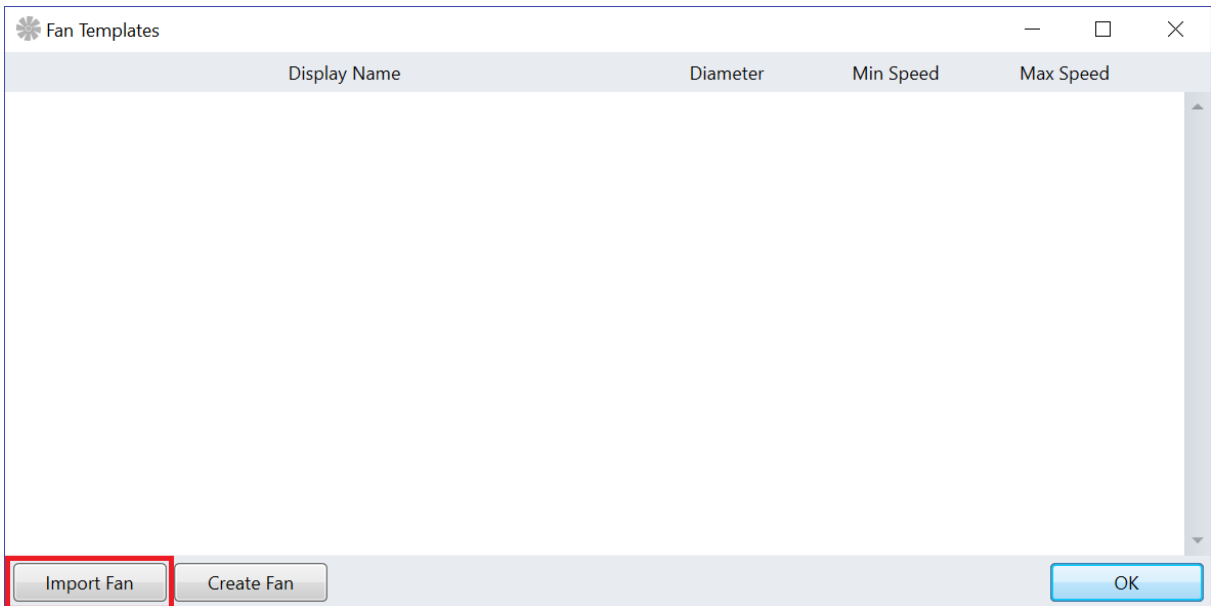 Fan Templates
Display Name Diameter Min Speed Max Speed
Import Fan Create Fan OK